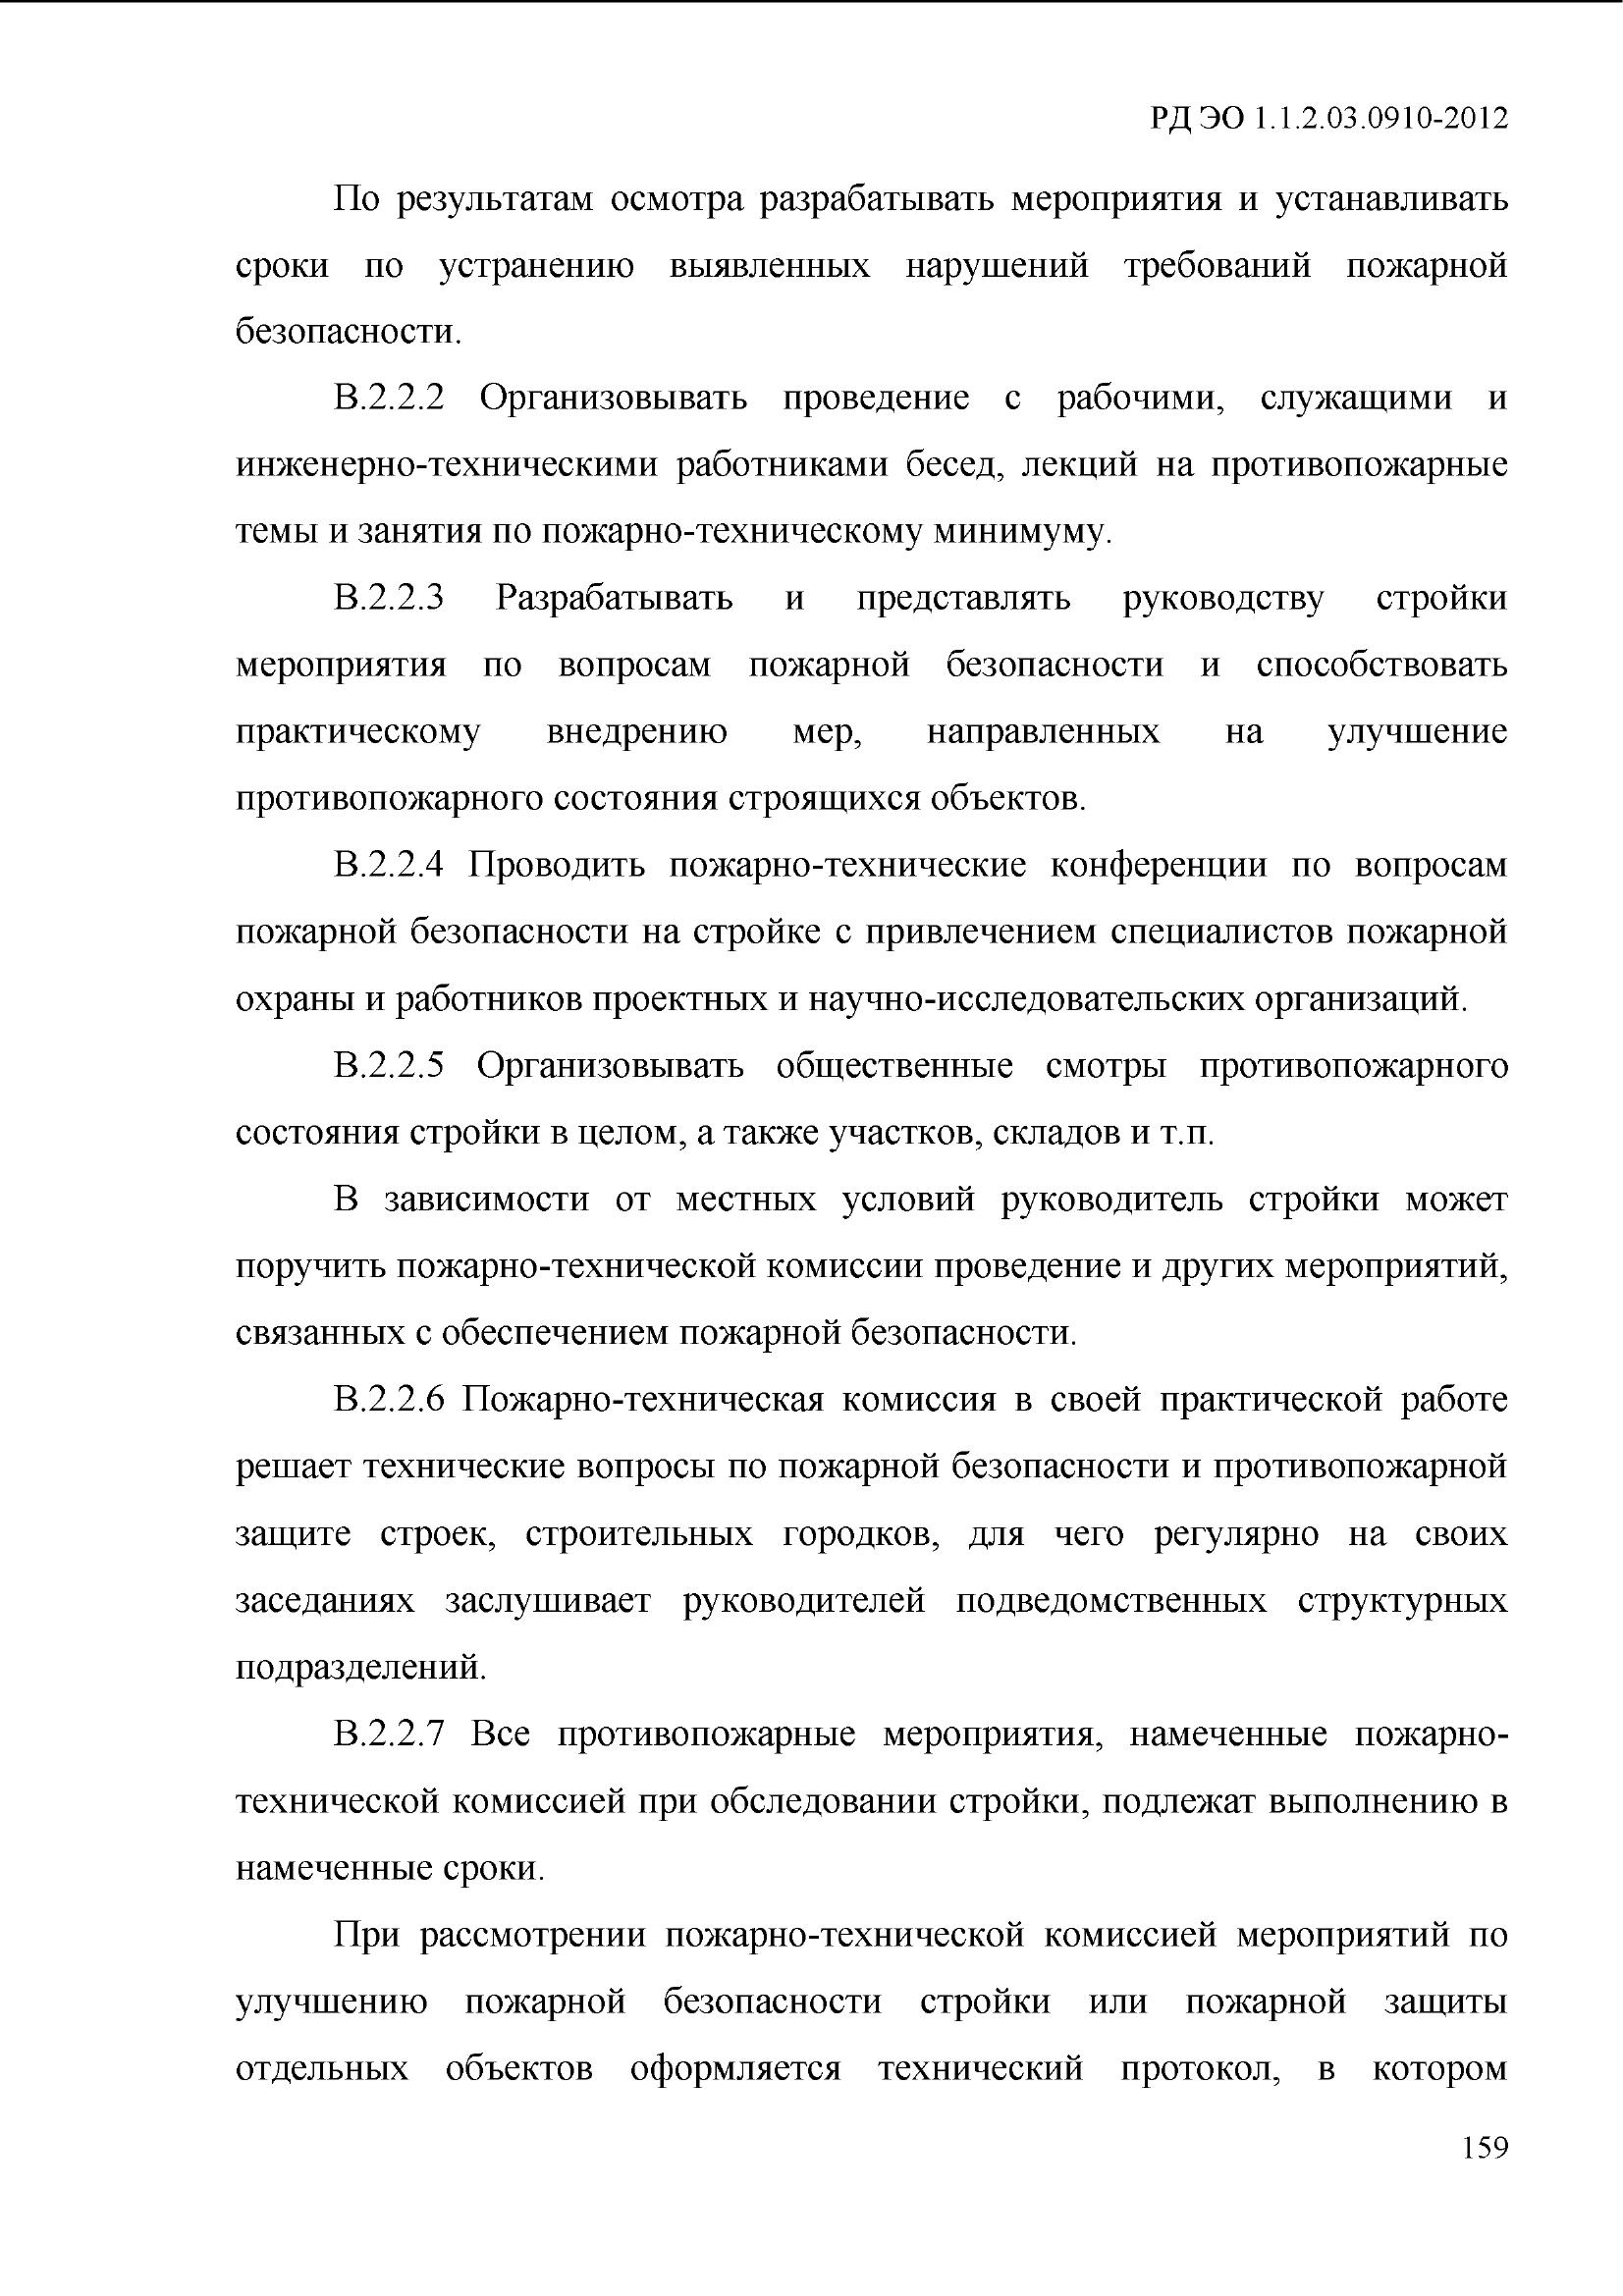 РД ЭО 1.1.2.03.0910-2012
По результатам осмотра разрабатывать мероприятия и устанавливать
сроки по устранению выявленных нарушений требований пожарной
безопасности.
В.2.2.2 Организовывать проведение с рабочими, служащими и
инженерно-техническими работниками бесед, лекций на противопожарные
темы и занятия по пожарно-техническому минимуму.
В.2.2.3 Разрабатывать и представлять руководству стройки
мероприятия по вопросам пожарной безопасности и способствовать
практическому внедрению мер, направленных на улучшение
противопожарного состояния строящихся объектов.
В.2.2.4 Проводить пожарно-технические конференции по вопросам
пожарной безопасности на стройке с привлечением специалистов пожарной
охраны и работников проектных и научно-исследовательских организаций.
В.2.2.5 Организовывать общественные смотры противопожарного
состояния стройки в целом, а также участков, складов и т.п.
В зависимости от местных условий руководитель стройки может
поручить пожарно-технической комиссии проведение и других мероприятий,
связанных с обеспечением пожарной безопасности.
В.2.2.6 Пожарно-техническая комиссия в своей практической работе
решает технические вопросы по пожарной безопасности и противопожарной
защите строек, строительных городков, для чего регулярно на своих
заседаниях заслушивает руководителей подведомственных структурных
подразделений.
В.2.2.7 Все противопожарные мероприятия, намеченные пожарно-
технической комиссией при обследовании стройки, подлежат выполнению в
намеченные сроки.
При рассмотрении пожарно-технической комиссией мероприятий по
улучшению пожарной безопасности стройки или пожарной защиты
отдельных объектов оформляется технический протокол, в котором
159